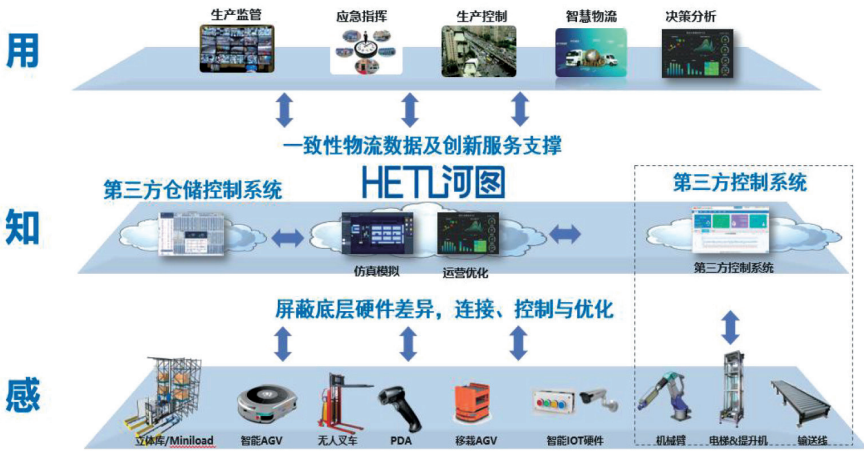 用
生产监管
应急指挥
生产控制
智慧物流
决策分析
一致性物流数据及创新服务支撑
HETU河图
知
第三方仓储控制系统
第三方控制系统
仿真模拟
运营优化
第三方控制系统
屏蔽底层硬件差异，连接、控制与优化
感
立体库/Miniload
智能AGV
无人叉车
PDA
移载AGV
智能IOT硬件
机械臂
电梯&提升机
输送线